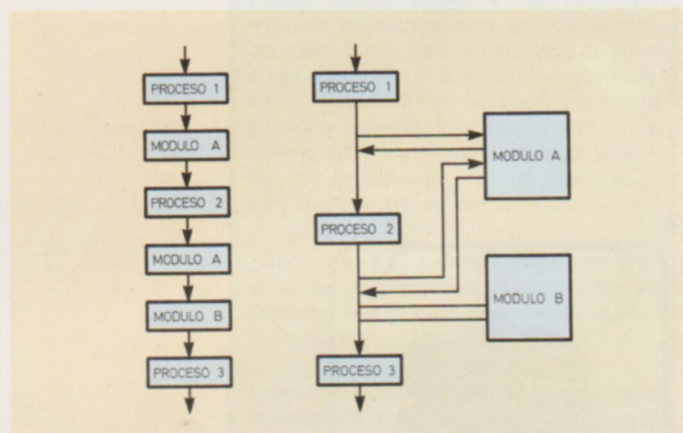 PROCESO 1
MODULO A
PROCESO 2
MODULO A
MODULO B
PROCESO 3
PROCESO 1
MODULO A
PROCESO 2
MODULO B
PROCESO 3